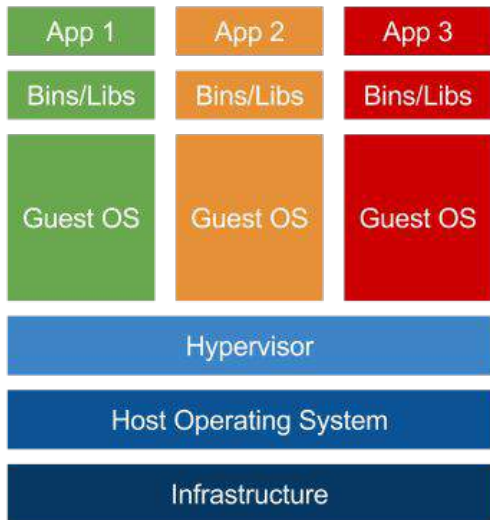 App 1
App 2
App 3
Bins/Libs
Bins/Libs
Bins/Libs
Guest OS
Guest OS
Guest OS
Hypervisor
Host Operating System
Infrastructure